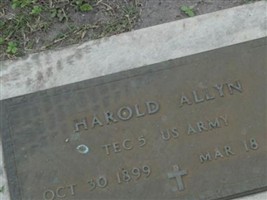 HAROLD ALLYN
TEC 5 US ARMY
OCT 30 1899 MAR 18